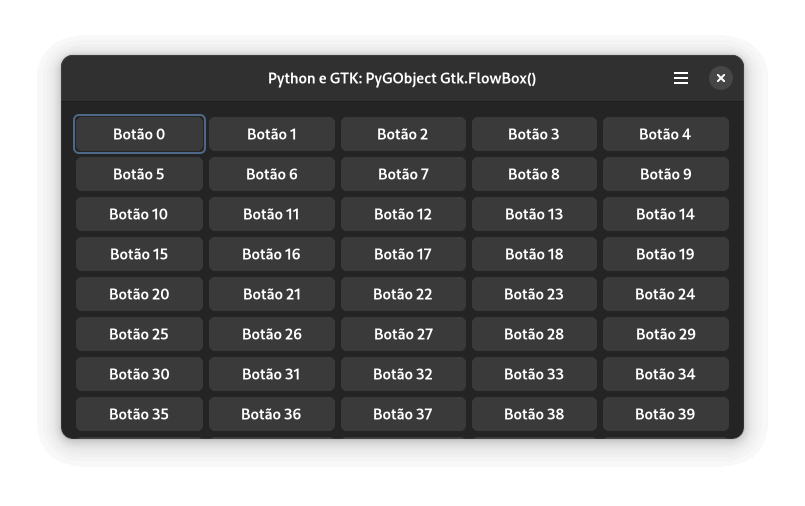 Python e GTK: PyGObject Gtk.FlowBox()
Botão 0 Botão 1 Botão 2 Botão 3 Botão 4
Botão 5 Botão 6 Botão 7 Botão 8 Botão 9
Botão 10 Botão 11 Botão 12 Botão 13 Botão 14
Botão 15 Botão 16 Botão 17 Botão 18 Botão 19
Botão 20 Botão 21 Botão 22 Botão 23 Botão 24
Botão 25 Botão 26 Botão 27 Botão 28 Botão 29
Botão 30 Botão 31 Botão 32 Botão 33 Botão 34
Botão 35 Botão 36 Botão 37 Botão 38 Botão 39